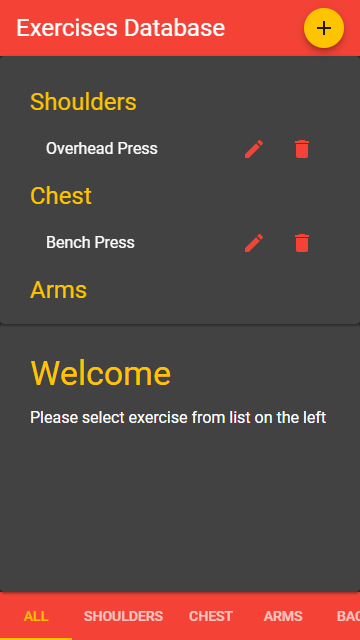 Exercises Database
Shoulders
Overhead Press
Chest
Bench Press
Arms
Welcome
Please select exercise from list on the left
ALL SHOULDERS CHEST ARMS BAC